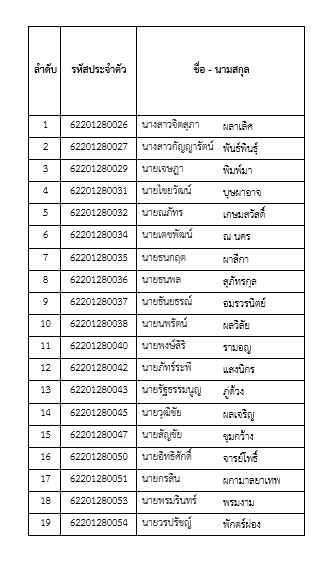 ลำดับ รหัสประจำตัว ชื่อ - นามสกุล
1 62201280026 นางสาวจิตสุภา ผลาเลิศ
2 62201280027 นางสาวกัญญารัตน์ พันธ์พันธุ์
3 62201280029 นายเจษฎา พิมพ์มา
4 62201280031 นายไชยวัฒน์ บุษผาอาจ
5 62201280032 นายณภัทร เกษมสวัสดิ์
6 62201280034 นายเตชพัฒน์ ณ นคร
7 62201280035 นายธนกฤต ผาสีกา
8 62201280036 นายธนพล สุภัทรกุล
9 62201280037 นายธันยธรณ์ อมรวรนิตย์
10 62201280038 นายนพรัตน์ ผลวิลัย
11 62201280040 นายพงษ์สิริ รามอญ
12 62201280042 นายภัทร์ระพี แสงนิกร
13 62201280043 นายรัฐธรรมนูญ ภู่ด้วง
14 62201280045 นายวุฒิชัย ผลเจริญ
15 62201280047 นายสัญชัย ชุมกว้าง
16 62201280050 นายอิทธิศักดิ์ จารย์โพธิ์
17 62201280051 นายกรสิน ผกามาลยาเทพ
18 62201280053 นายพรมรินทร์ พรมงาม
19 62201280054 นายวรปรัชญ์ พักตร์ผ่อง